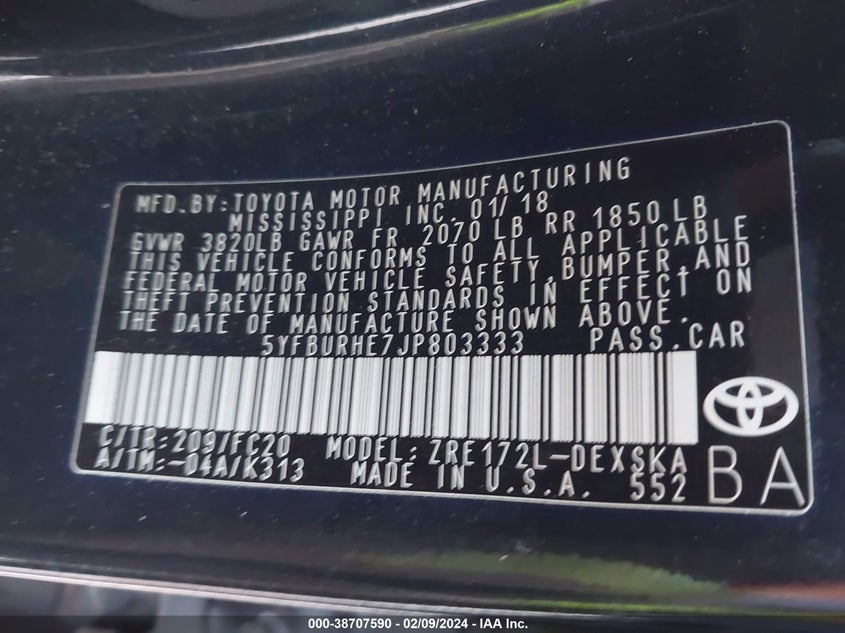 MFD.BY:TOYOTA MOTOR MANUFACTURING
MISSISSIPPI INC. 01/18
GVWR 3820LB GAWR FR 2070 LB RR 1850 LB
THIS VEHICLE CONFORMS TO ALL APPLICABLE
FEDERAL MOTOR VEHICLE SAFETY,BUMPER,AND
THEFT PREVENTION STANDARDS IN EFFECT ON
THE DATE OF MANUFACTURE SHOWN ABOVE.
5YFBURHE7JP803333 PASS.CAR
C/TR:209/FC20 MODEL:ZRE172L-DEXSKA
A/TM:-04A/K313 MADE IN U.S.A. 552 BA
000-38707590 - 02/09/2024 - IAA Inc.